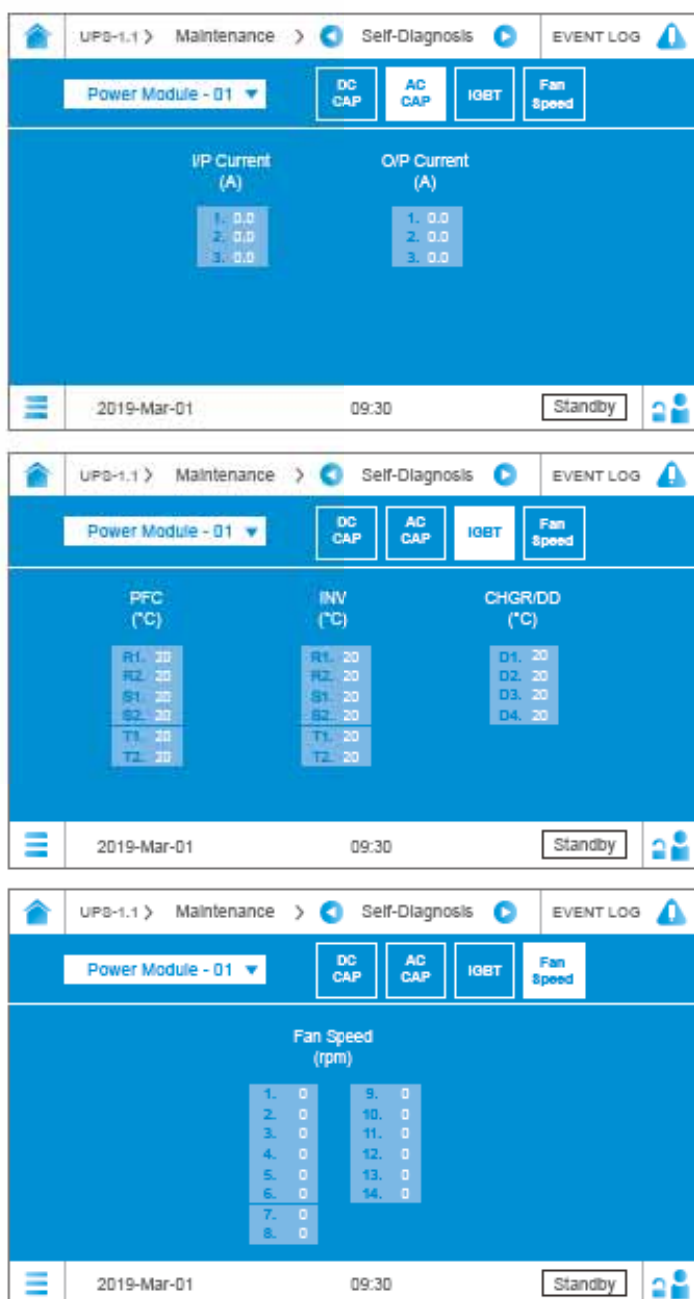 UPS-1.1 > Maintenance > Self-Diagnosis EVENT LOG
Power Module - 01 DC CAP AC CAP IGBT Fan Speed
I/P Current O/P Current
(A) (A)
1. 0.0 1. 0.0
2. 0.0 2. 0.0
3. 0.0 3. 0.0
2019-Mar-01 09:30 Standby
UPS-1.1 > Maintenance > Self-Diagnosis EVENT LOG
Power Module - 01 DC CAP AC CAP IGBT Fan Speed
PFC INV CHGR/DD
(°C) (°C) (°C)
R1. 20 R1. 20 D1. 20
R2. 20 R2. 20 D2. 20
S1. 20 S1. 20 D3. 20
S2. 20 S2. 20 D4. 20
T1. 20 T1. 20
T2. 20 T2. 20
2019-Mar-01 09:30 Standby
UPS-1.1 > Maintenance > Self-Diagnosis EVENT LOG
Power Module - 01 DC CAP AC CAP IGBT Fan Speed
Fan Speed
(rpm)
1. 0 9. 0
2. 0 10. 0
3. 0 11. 0
4. 0 12. 0
5. 0 13. 0
6. 0 14. 0
7. 0
8. 0
2019-Mar-01 09:30 Standby